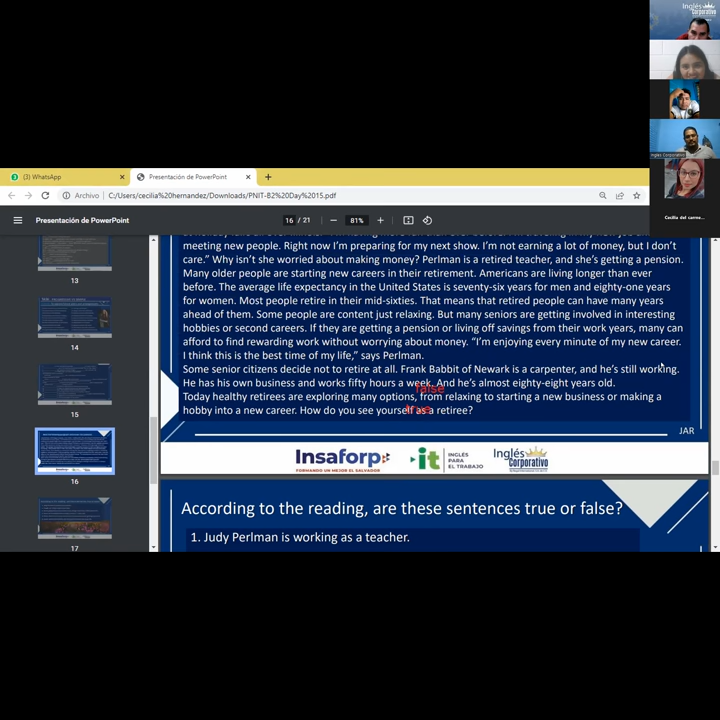 Inglés
Corporativo
Inglés Corporativo
Cecilia del carme...
(3) WhatsApp
Presentación de PowerPoint
Archivo
C:/Users/cecilia%20hernandez/Downloads/PNIT-B2%20Day%2015.pdf
Presentación de PowerPoint
16 / 21
81%
meeting new people. Right now I'm preparing for my next show. I'm not earning a lot of money, but I don't
care." Why isn't she worried about making money? Perlman is a retired teacher, and she's getting a pension.
Many older people are starting new careers in their retirement. Americans are living longer than ever
before. The average life expectancy in the United States is seventy-six years for men and eighty-one years
for women. Most people retire in their mid-sixties. That means that retired people can have many years
ahead of them. Some people are content just relaxing. But many seniors are getting involved in interesting
hobbies or second careers. If they are getting a pension or living off savings from their work years, many can
afford to find rewarding work without worrying about money. "I'm enjoying every minute of my new career.
I think this is the best time of my life," says Perlman.
Some senior citizens decide not to retire at all. Frank Babbit of Newark is a carpenter, and he's still working.
He has his own business and works fifty hours a week. And he's almost eighty-eight years old.
false
Today healthy retirees are exploring many options, from relaxing to starting a new business or making a
hobby into a new career. How do you see yourself as a retiree?
true
JAR
Insaforp
FORMANDO UN MEJOR EL SALVADOR
it
INGLÉS
PARA
EL TRABAJO
Inglés
Corporativo
According to the reading, are these sentences true or false?
1. Judy Perlman is working as a teacher.
13
14
15
16
17